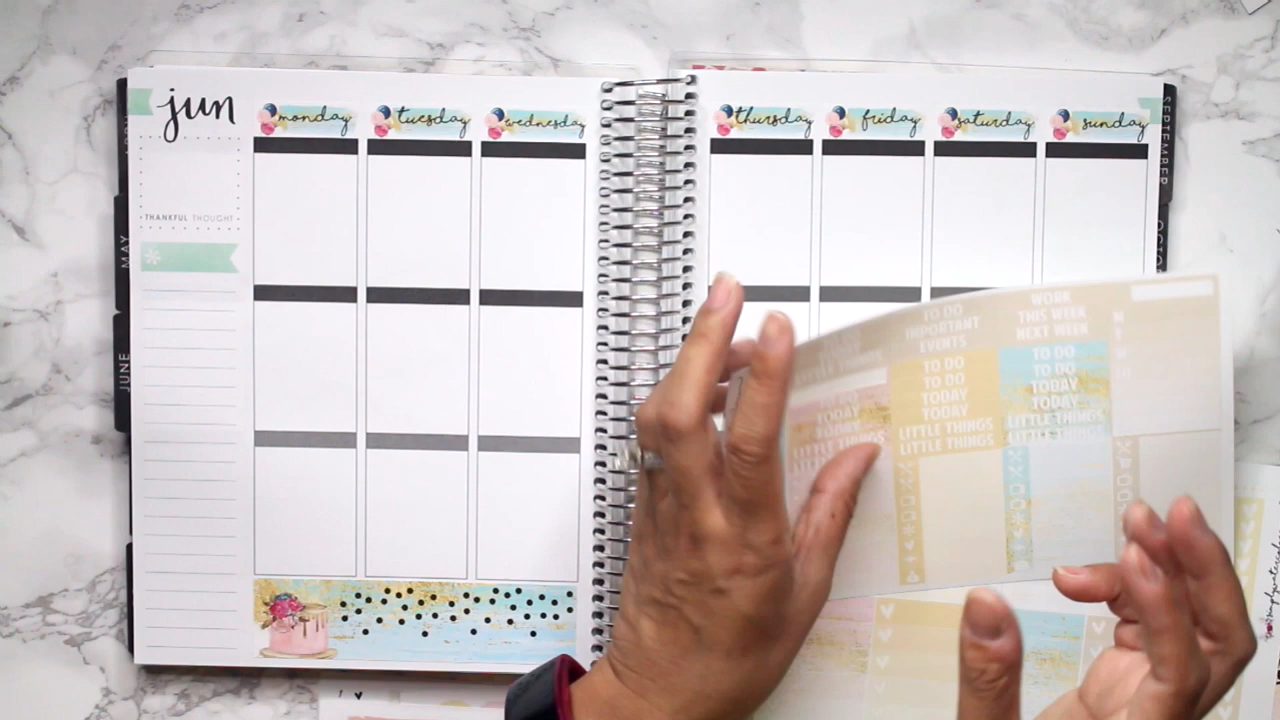 jun
monday
tuesday
wednesday
thursday
friday
saturday
sunday
THANKFUL THOUGHT
MAY
JUNE
SEPTEMBER
TO DO
IMPORTANT
EVENTS
TO DO
TO DO
TODAY
TODAY
LITTLE THINGS
LITTLE THINGS
WORK
THIS WEEK
NEXT WEEK
TO DO
TO DO
TODAY
TODAY
LITTLE THINGS
LITTLE THINGS
TODAY
LITTLE THINGS